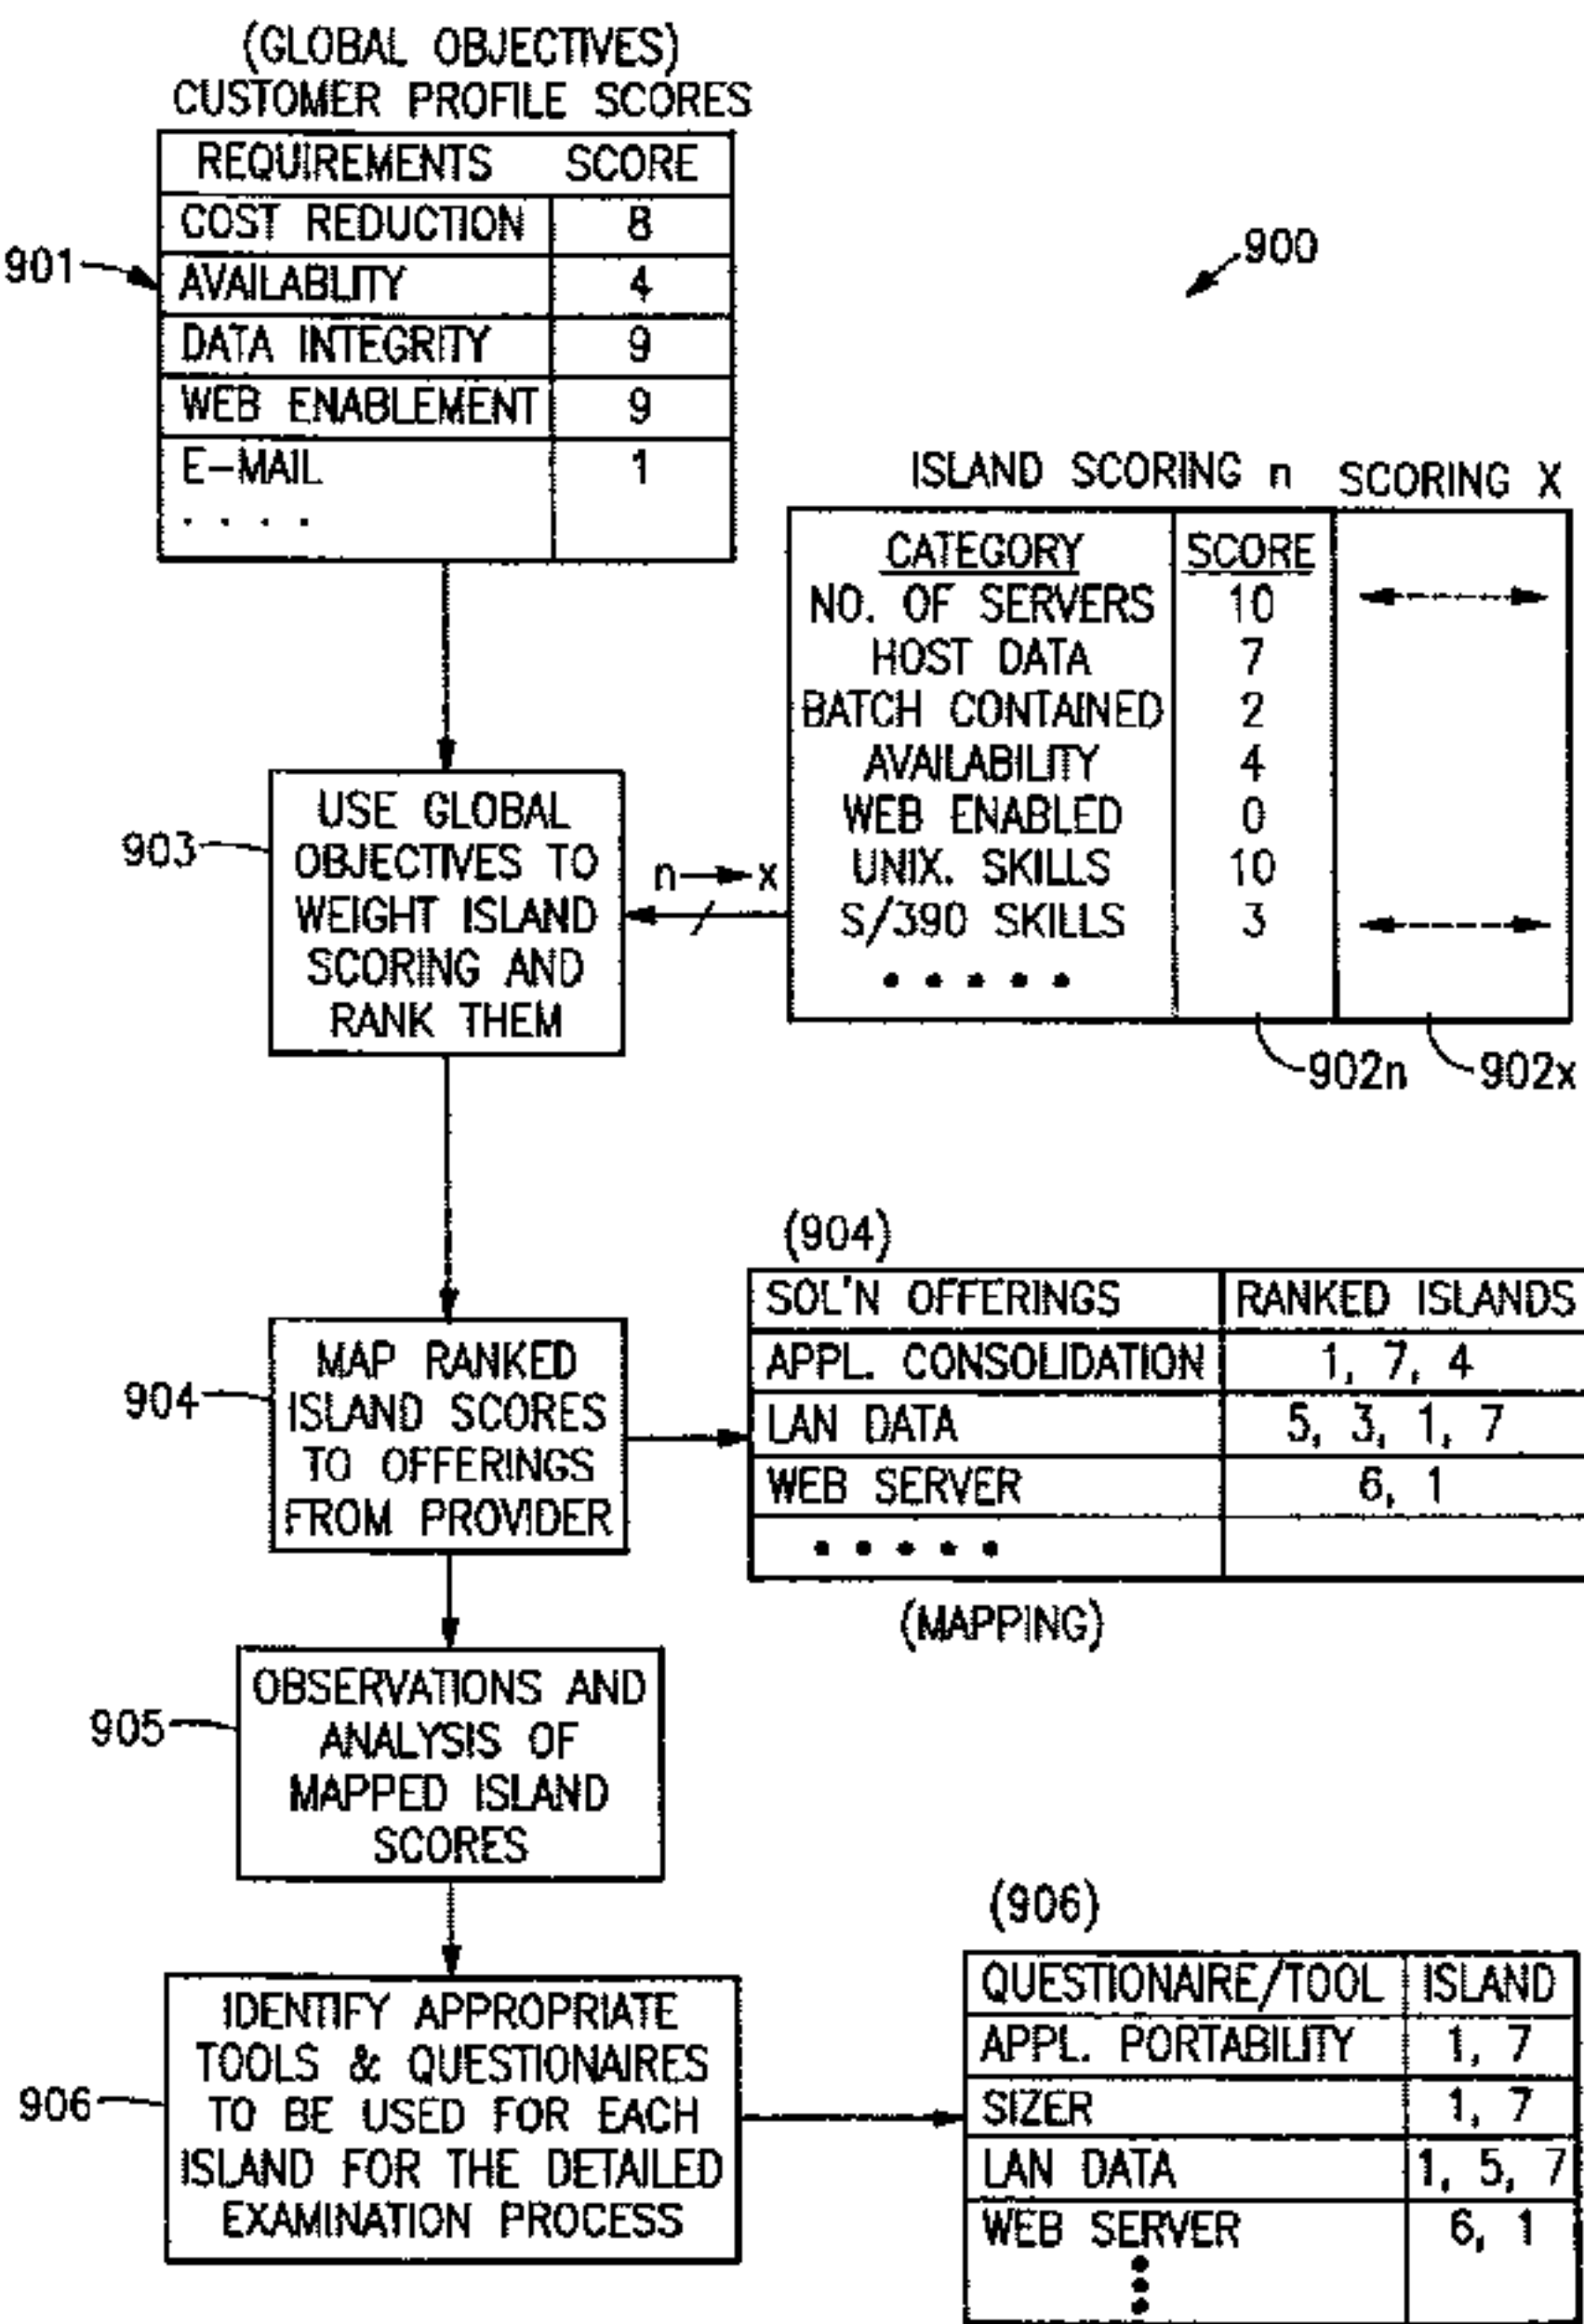 (GLOBAL OBJECTIVES)
CUSTOMER PROFILE SCORES
REQUIREMENTS SCORE
COST REDUCTION 8
901
AVAILABLITY 4
DATA INTEGRITY 9
WEB ENABLEMENT 9
E-MAIL 1
. . . .
900
ISLAND SCORING n SCORING X
CATEGORY SCORE
NO. OF SERVERS 10
HOST DATA 7
BATCH CONTAINED 2
AVAILABILITY 4
WEB ENABLED 0
UNIX. SKILLS 10
S/390 SKILLS 3
• • • • •
902n 902x
n x
903
USE GLOBAL
OBJECTIVES TO
WEIGHT ISLAND
SCORING AND
RANK THEM
904
MAP RANKED
ISLAND SCORES
TO OFFERINGS
FROM PROVIDER
(904)
SOL'N OFFERINGS RANKED ISLANDS
APPL. CONSOLIDATION 1, 7, 4
LAN DATA 5, 3, 1, 7
WEB SERVER 6, 1
• • • • •
(MAPPING)
905
OBSERVATIONS AND
ANALYSIS OF
MAPPED ISLAND
SCORES
906
IDENTIFY APPROPRIATE
TOOLS & QUESTIONAIRES
TO BE USED FOR EACH
ISLAND FOR THE DETAILED
EXAMINATION PROCESS
(906)
QUESTIONAIRE/TOOL ISLAND
APPL. PORTABILITY 1, 7
SIZER 1, 7
LAN DATA 1, 5, 7
WEB SERVER 6, 1